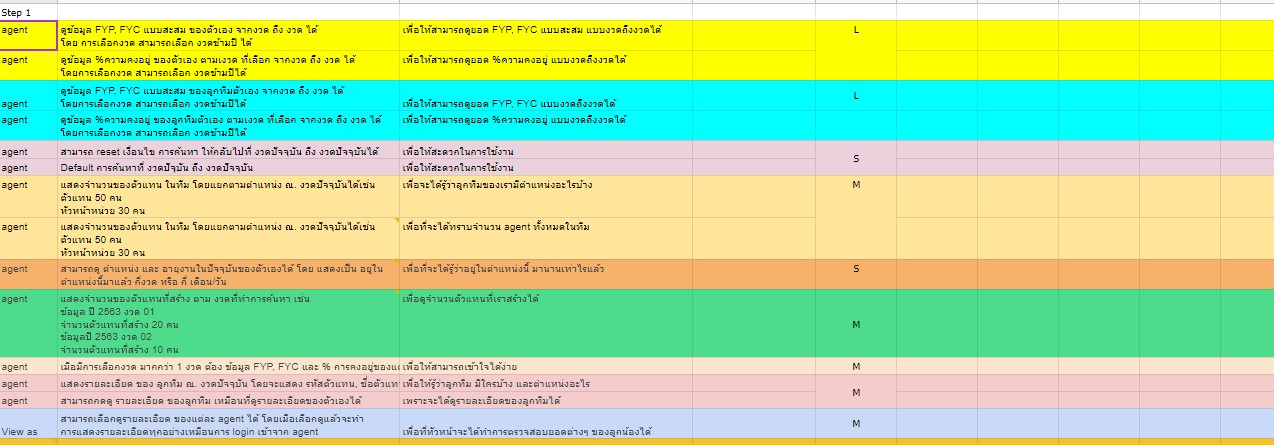 Step 1
agent ดูข้อมูล FYP, FYC แบบสะสม ของตัวเอง จากงวด ถึง งวด ได้ เพื่อให้สามารถดูยอด FYP, FYC แบบสะสม แบบงวดถึงงวดได้ L
โดย การเลือกงวด สามารถเลือก งวดข้ามปี ได้
agent ดูข้อมูล %ความคงอยู่ ของตัวเอง ตามงวด ที่เลือก จากงวด ถึง งวด ได้ เพื่อให้สามารถดูยอด %ความคงอยู่ แบบงวดถึงงวดได้
โดยการเลือกงวด สามารถเลือก งวดข้ามปีได้
ดูข้อมูล FYP, FYC แบบสะสม ของลูกทีมตัวเอง จากงวด ถึง งวด ได้ L
agent โดยการเลือกงวด สามารถเลือก งวดข้ามปีได้ เพื่อให้สามารถดูยอด FYP, FYC แบบงวดถึงงวดได้
agent ดูข้อมูล %ความคงอยู่ ของลูกทีมตัวเอง ตามงวด ที่เลือก จากงวด ถึง งวด ได้ เพื่อให้สามารถดูยอด %ความคงอยู่ แบบงวดถึงงวดได้
โดยการเลือกงวด สามารถเลือก งวดข้ามปีได้
agent สามารถ reset เงื่อนไข การค้นหา ให้กลับไปที่ งวดปัจจุบัน ถึง งวดปัจจุบันได้ เพื่อให้สะดวกในการใช้งาน S
agent Default การค้นหาที่ งวดปัจุบัน ถึง งวดปัจจุบัน เพื่อให้สะดวกในการใช้งาน
agent แสดงจำนวนของตัวแทน ในทีม โดยแยกตามตำแหน่ง ณ. งวดปัจจุบันได้เช่น เพื่อจะได้รู้ว่าลูกทีมของเรามีตำแหน่งอะไรบ้าง M
ตัวแทน 50 คน
หัวหน้าหน่วย 30 คน
agent แสดงจำนวนของตัวแทน ในทีม โดยแยกตามตำแหน่ง ณ. งวดปัจจุบันได้เช่น เพื่อที่จะได้ทราบจำนวน agent ทั้งหมดในทีม
ตัวแทน 50 คน
หัวหน้าหน่วย 30 คน
agent สามารถดู ตำแหน่ง และ อายุงานในปัจจุบันของตัวเองได้ โดย แสดงเป็น อยู่ใน เพื่อที่จะได้รู้ว่าอยู่ในตำแหน่งนี้ มานานเท่าไรแล้ว S
ตำแหน่งนี้มาแล้ว กี่งวด หรือ กี่ เดือน/วัน
agent แสดงจำนวนของตัวแทนที่สร้าง ตาม งวดที่ทำการค้นหา เช่น เพื่อดูจำนวนตัวแทนที่เราสร้างได้
ข้อมูล ปี 2563 งวด 01
จำนวนตัวแทนที่สร้าง 20 คน M
ข้อมูลปี 2563 งวด 02
จำนวนตัวแทนที่สร้าง 10 คน
agent เมื่อมีการเลือกงวด มากกว่า 1 งวด ต้อง ข้อมูล FYP, FYC และ % การคงอยู่ของแ เพื่อให้สามารถเข้าใจได้ง่าย M
agent แสดงรายละเอียด ของ ลูกทีม ณ. งวดปัจจุบัน โดยจะแสดง รหัสตัวแทน, ชื่อตัวแท เพื่อให้รู้ว่าลูกทีม มีใครบ้าง และตำแหน่งอะไร M
agent สามารถกดดู รายละเอียด ของลูกทีม เหมือนที่ดูรายละเอียดของตัวเองได้ เพราะจะได้ดูรายละเอียดของลูกทีมได้
สามารถเลือกดูรายละเอียด ของแต่ละ agent ได้ โดยเมื่อเลือกดูแล้วจะทำ M
View as การแสดงรายละเอียดทุกอย่างเหมือนการ login เข้าจาก agent เพื่อที่หัวหน้าจะได้ทำการตรวจสอบยอดต่างๆ ของลูกน้องได้